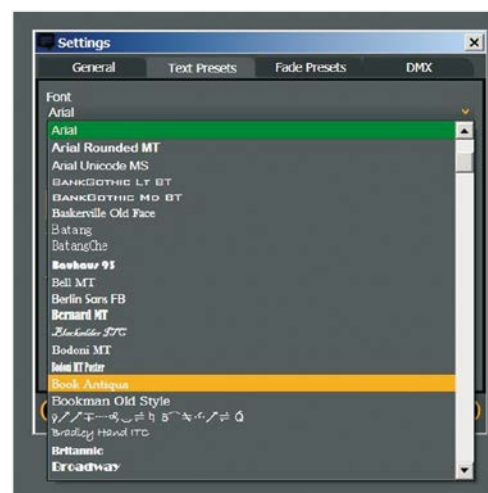 Settings
General Text Presets Fade Presets DMX
Font
Arial
Arial
Arial Rounded MT
Arial Unicode MS
BankGothic Lt BT
BankGothic Md BT
Baskerville Old Face
Batang
BatangChe
Bauhaus 93
Bell MT
Berlin Sans FB
Bernard MT
Blackadder ITC
Bodoni MT
Bodoni MT Poster
Book Antiqua
Bookman Old Style
Bradley Hand ITC
Britannic
Broadway